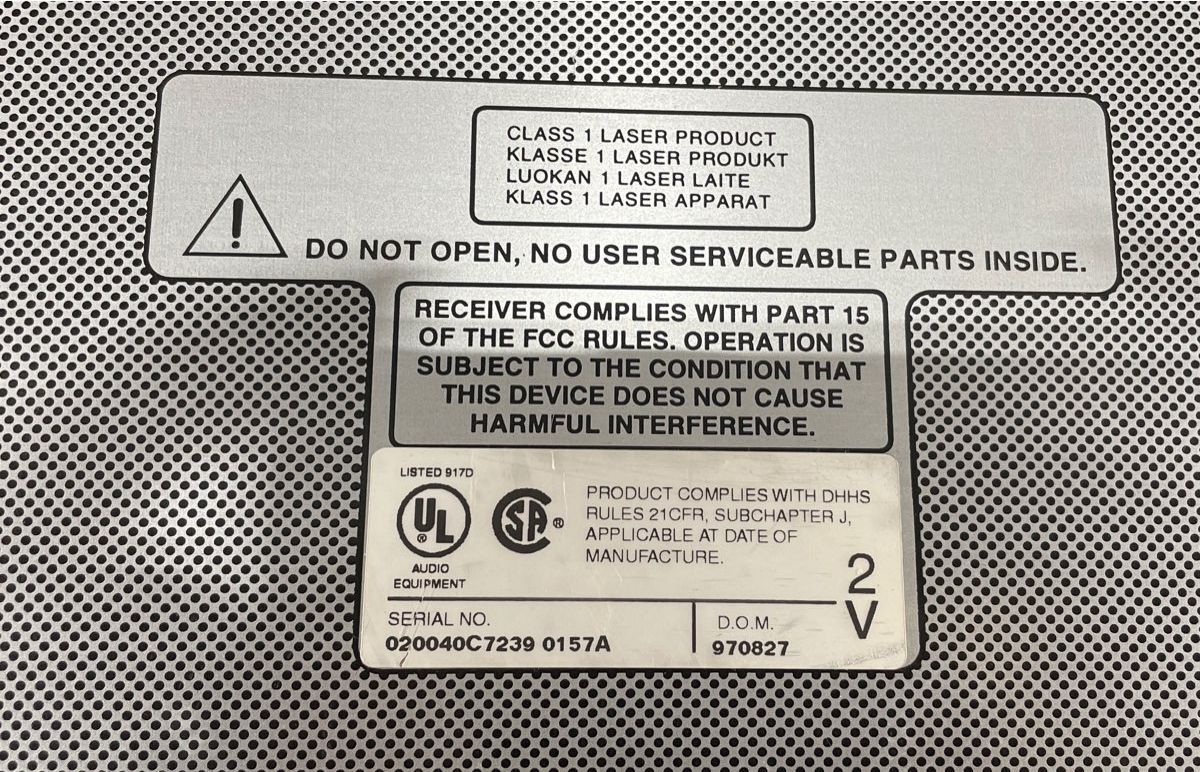 CLASS 1 LASER PRODUCT
KLASSE 1 LASER PRODUKT
LUOKAN 1 LASER LAITE
KLASS 1 LASER APPARAT
! DO NOT OPEN, NO USER SERVICEABLE PARTS INSIDE.
RECEIVER COMPLIES WITH PART 15
OF THE FCC RULES. OPERATION IS
SUBJECT TO THE CONDITION THAT
THIS DEVICE DOES NOT CAUSE
HARMFUL INTERFERENCE.
LISTED 917D
UL ®
AUDIO
EQUIPMENT
SA ®
PRODUCT COMPLIES WITH DHHS
RULES 21CFR, SUBCHAPTER J,
APPLICABLE AT DATE OF
MANUFACTURE.
2
V
SERIAL NO.
020040C7239 0157A
D.O.M.
970827